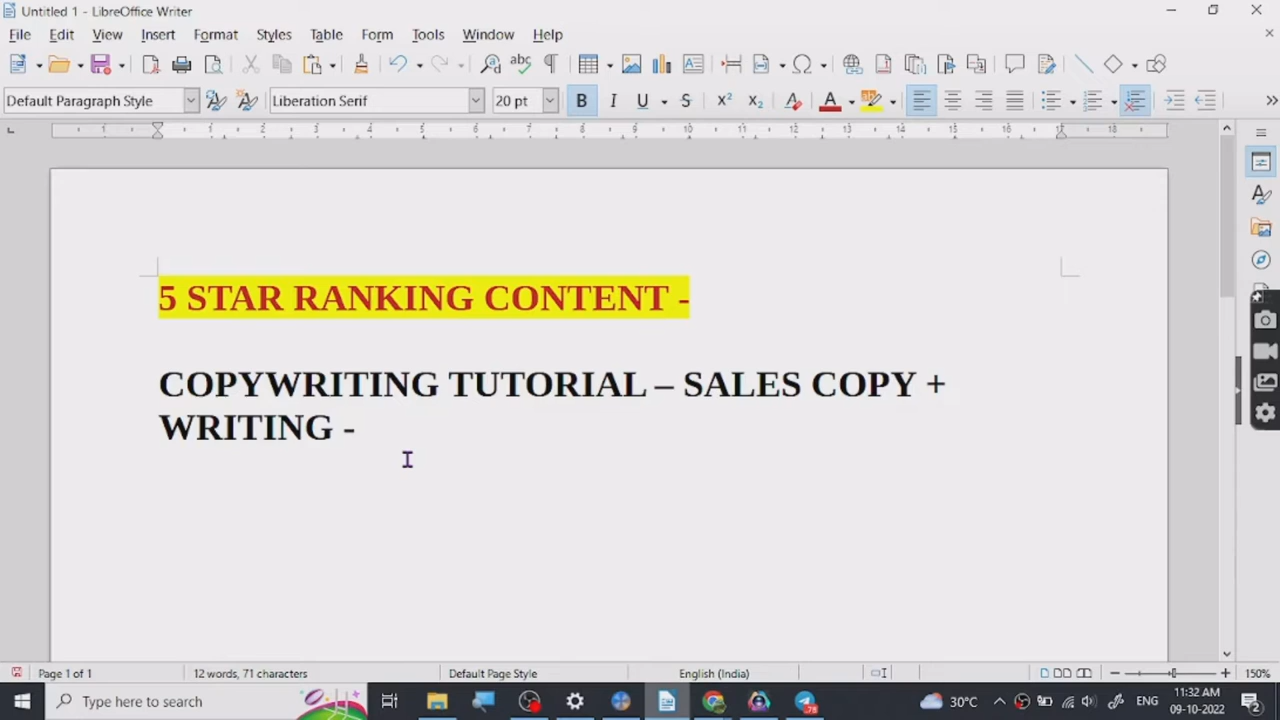 Untitled 1 - LibreOffice Writer
File Edit View Insert Format Styles Table Form Tools Window Help
Default Paragraph Style Liberation Serif 20pt
5 STAR RANKING CONTENT -
COPYWRITING TUTORIAL – SALES COPY +
WRITING -
Page 1 of 1 12 words, 71 characters Default Page Style English (India) 150%
Type here to search 30°C ENG 11:32 AM
09-10-2022